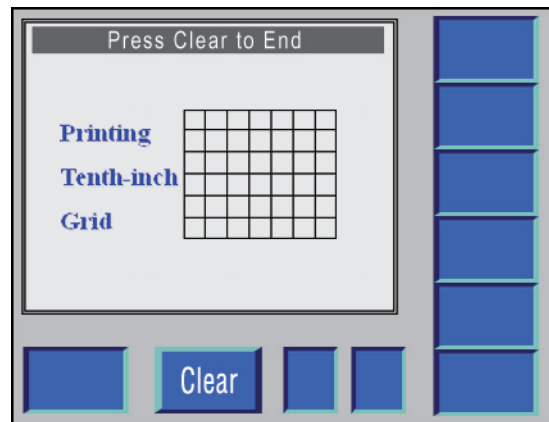 Press Clear to End
Printing
Tenth-inch
Grid
Clear